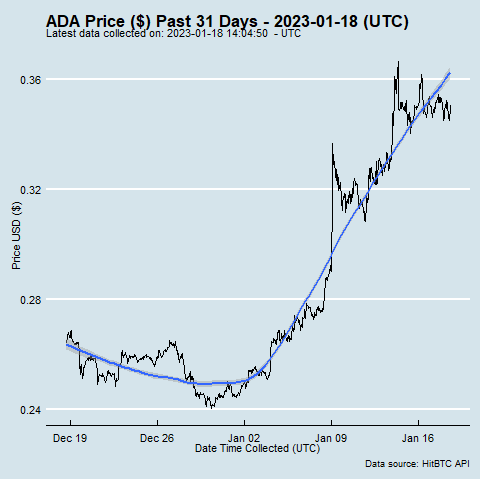 ADA Price ($) Past 31 Days - 2023-01-18 (UTC)
Latest data collected on: 2023-01-18 14:04:50 - UTC
0.36
0.32
0.28
0.24
Price USD ($)
Dec 19 Dec 26 Jan 02 Jan 09 Jan 16
Date Time Collected (UTC)
Data source: HitBTC API